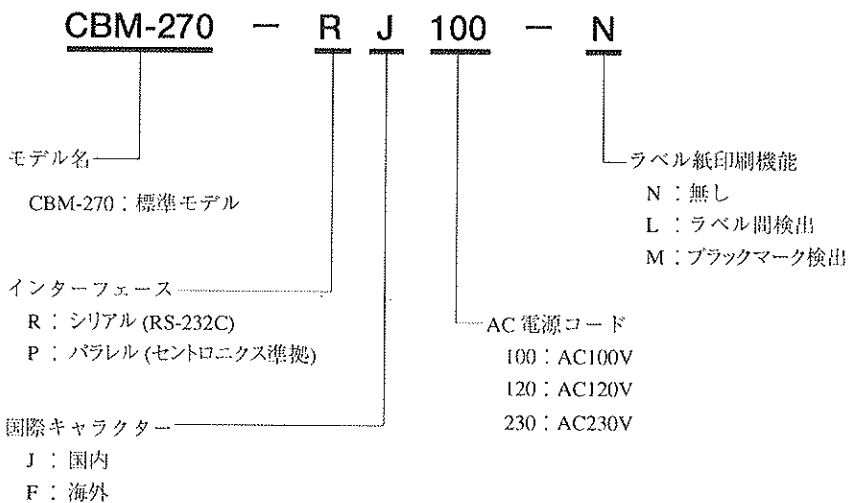 CBM-270 － R J 100 － N
モデル名
CBM-270：標準モデル
インターフェース
R：シリアル (RS-232C)
P：パラレル (セントロニクス準拠)
国際キャラクター
J：国内
F：海外
AC 電源コード
100：AC100V
120：AC120V
230：AC230V
ラベル紙印刷機能
N：無し
L：ラベル間検出
M：ブラックマーク検出